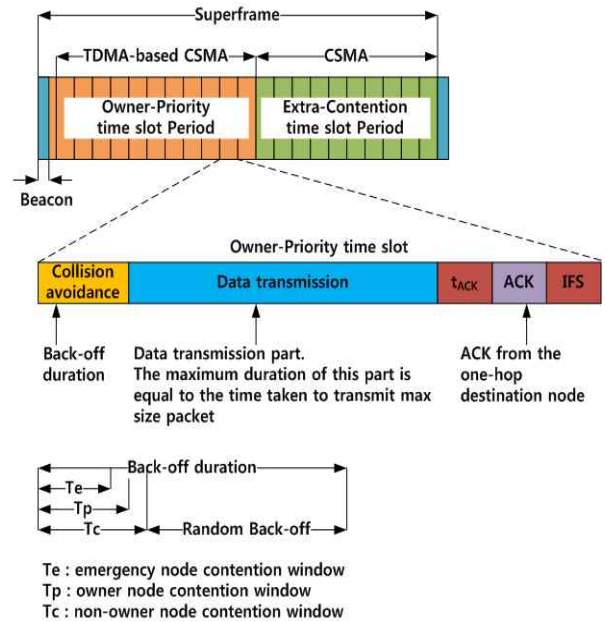 Superframe
TDMA-based CSMA
CSMA
Owner-Priority
time slot Period
Extra-Contention
time slot Period
Beacon
Owner-Priority time slot
Collision
avoidance
Data transmission
tACK
ACK
IFS
Back-off
duration
Data transmission part.
The maximum duration of this part is
equal to the time taken to transmit max
size packet
ACK from the
one-hop
destination node
Back-off duration
Te
Tp
Tc
Random Back-off
Te : emergency node contention window
Tp : owner node contention window
Tc : non-owner node contention window